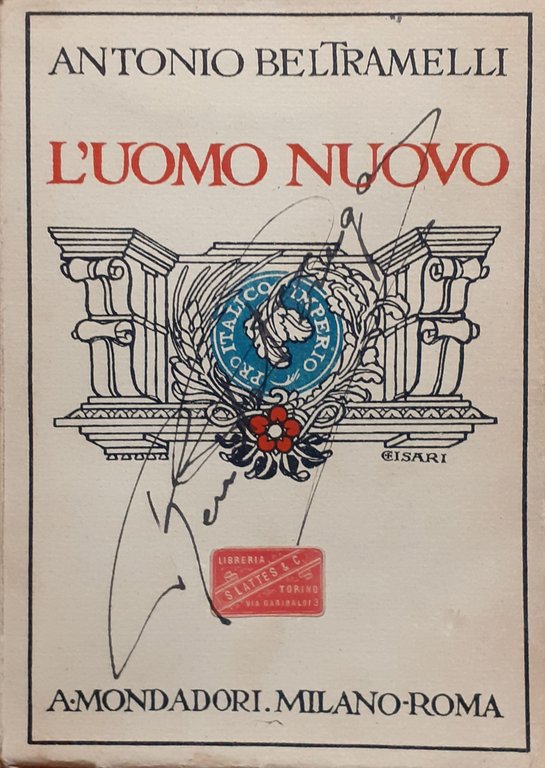 ANTONIO BELTRAMELLI
L'UOMO NUOVO
PRO ITALICO IMPERIO
CISARI
LIBRERIA
S. LATTES & C.
TORINO
VIA GARIBALDI 3
A. MONDADORI. MILANO-ROMA